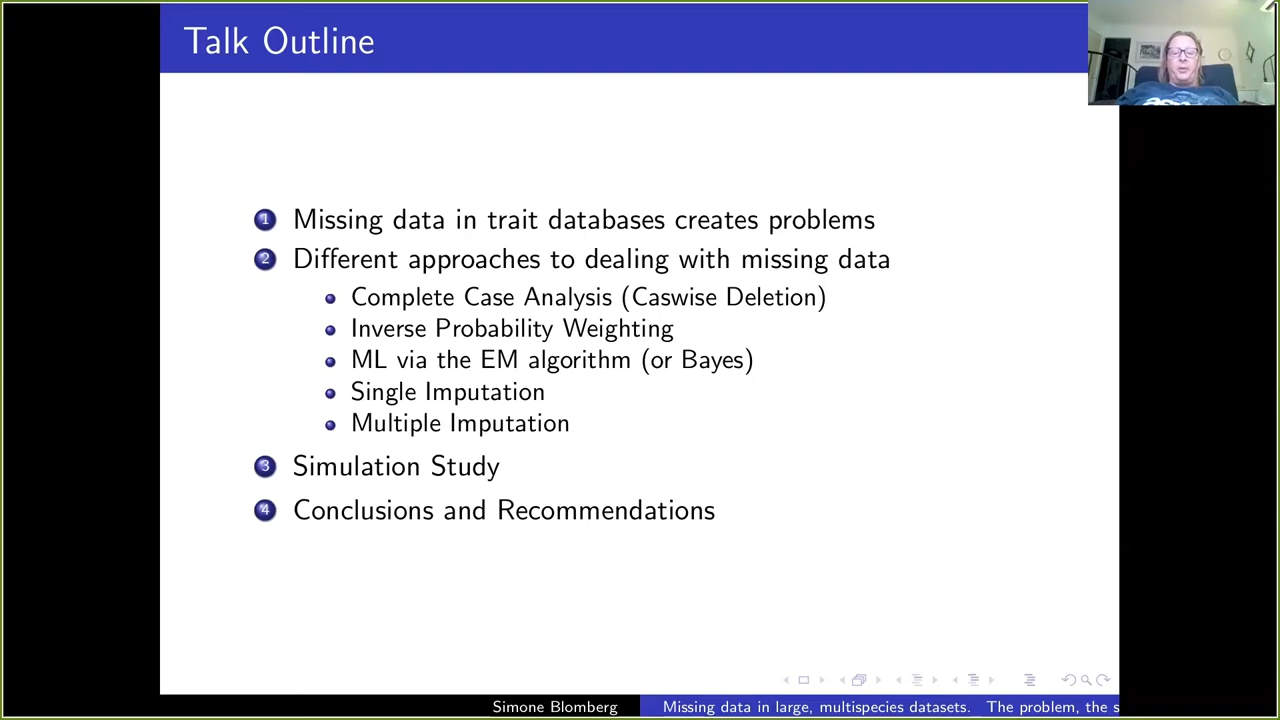 Talk Outline
1 Missing data in trait databases creates problems
2 Different approaches to dealing with missing data
Complete Case Analysis (Caswise Deletion)
Inverse Probability Weighting
ML via the EM algorithm (or Bayes)
Single Imputation
Multiple Imputation
3 Simulation Study
4 Conclusions and Recommendations
Simone Blomberg
Missing data in large, multispecies datasets. The problem, the s